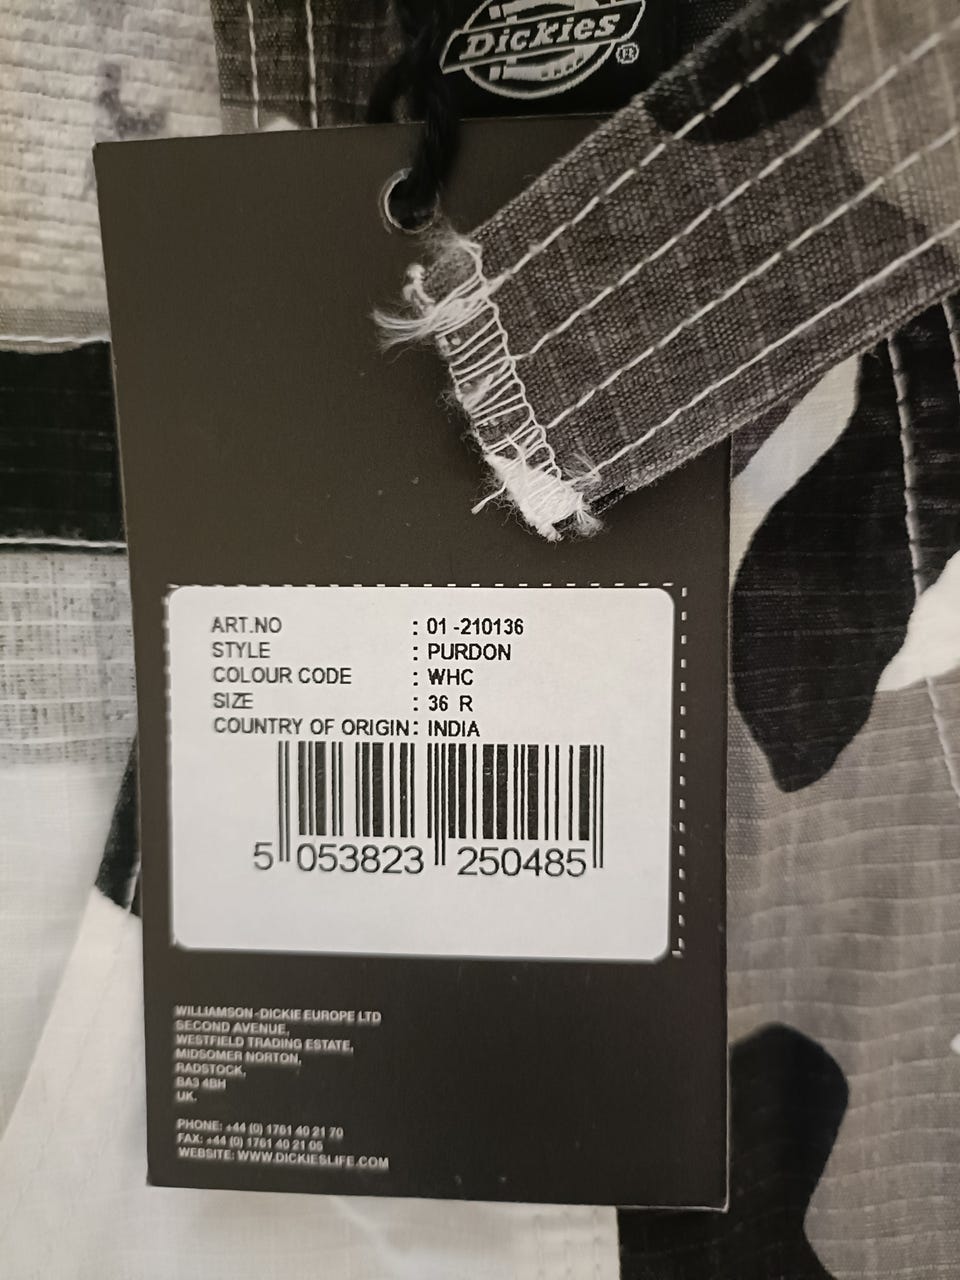 Dickies®
ART.NO : 01 -210136
STYLE : PURDON
COLOUR CODE : WHC
SIZE : 36 R
COUNTRY OF ORIGIN: INDIA
5 053823 250485
WILLIAMSON-DICKIE EUROPE LTD
SECOND AVENUE,
WESTFIELD TRADING ESTATE,
MIDSOMER NORTON,
RADSTOCK,
BA3 4BH
UK.
PHONE: +44 (0) 1761 40 21 70
FAX: +44 (0) 1761 40 21 05
WEBSITE: WWW.DICKIESLIFE.COM